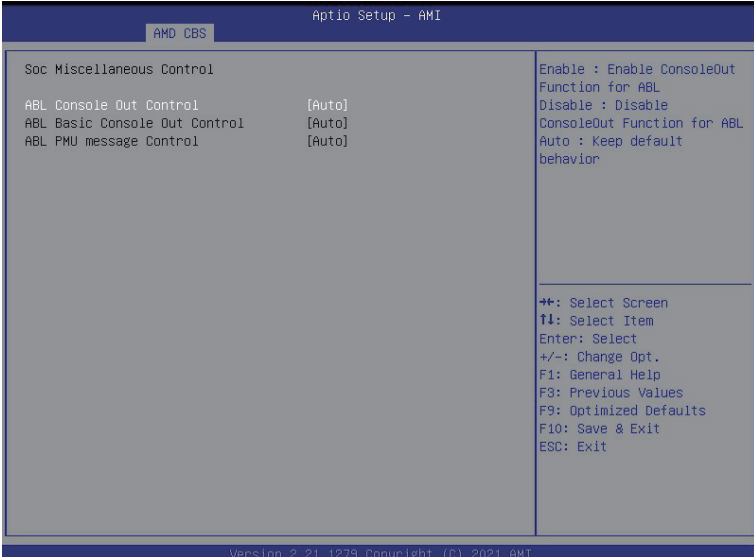 Aptio Setup – AMI
AMD CBS
Soc Miscellaneous Control
ABL Console Out Control [Auto]
ABL Basic Console Out Control [Auto]
ABL PMU message Control [Auto]
Enable : Enable ConsoleOut
Function for ABL
Disable : Disable
ConsoleOut Function for ABL
Auto : Keep default
behavior
→←: Select Screen
↑↓: Select Item
Enter: Select
+/-: Change Opt.
F1: General Help
F3: Previous Values
F9: Optimized Defaults
F10: Save & Exit
ESC: Exit
Version 2.21.1279 Copyright (C) 2021 AMI